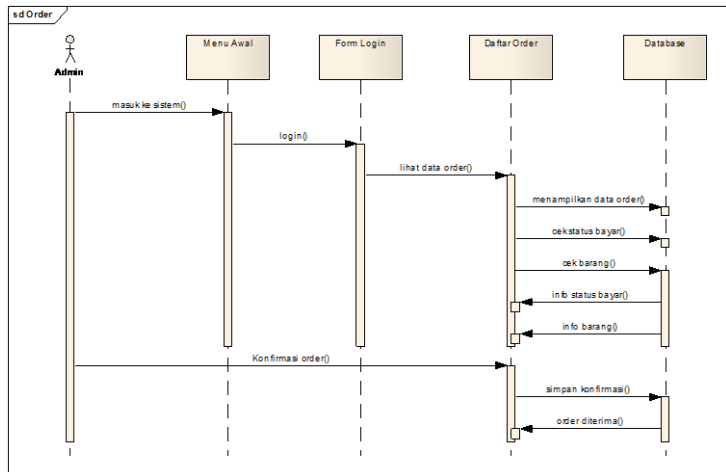 sd Order
Menu Awal
Form Login
Daftar Order
Database
Admin
masuk ke sistem()
login()
lihat data order()
menampilkan data order()
cek status bayar()
cek barang()
info status bayar()
info barang()
Konfirmasi order()
simpan konfirmasi()
order diterima()